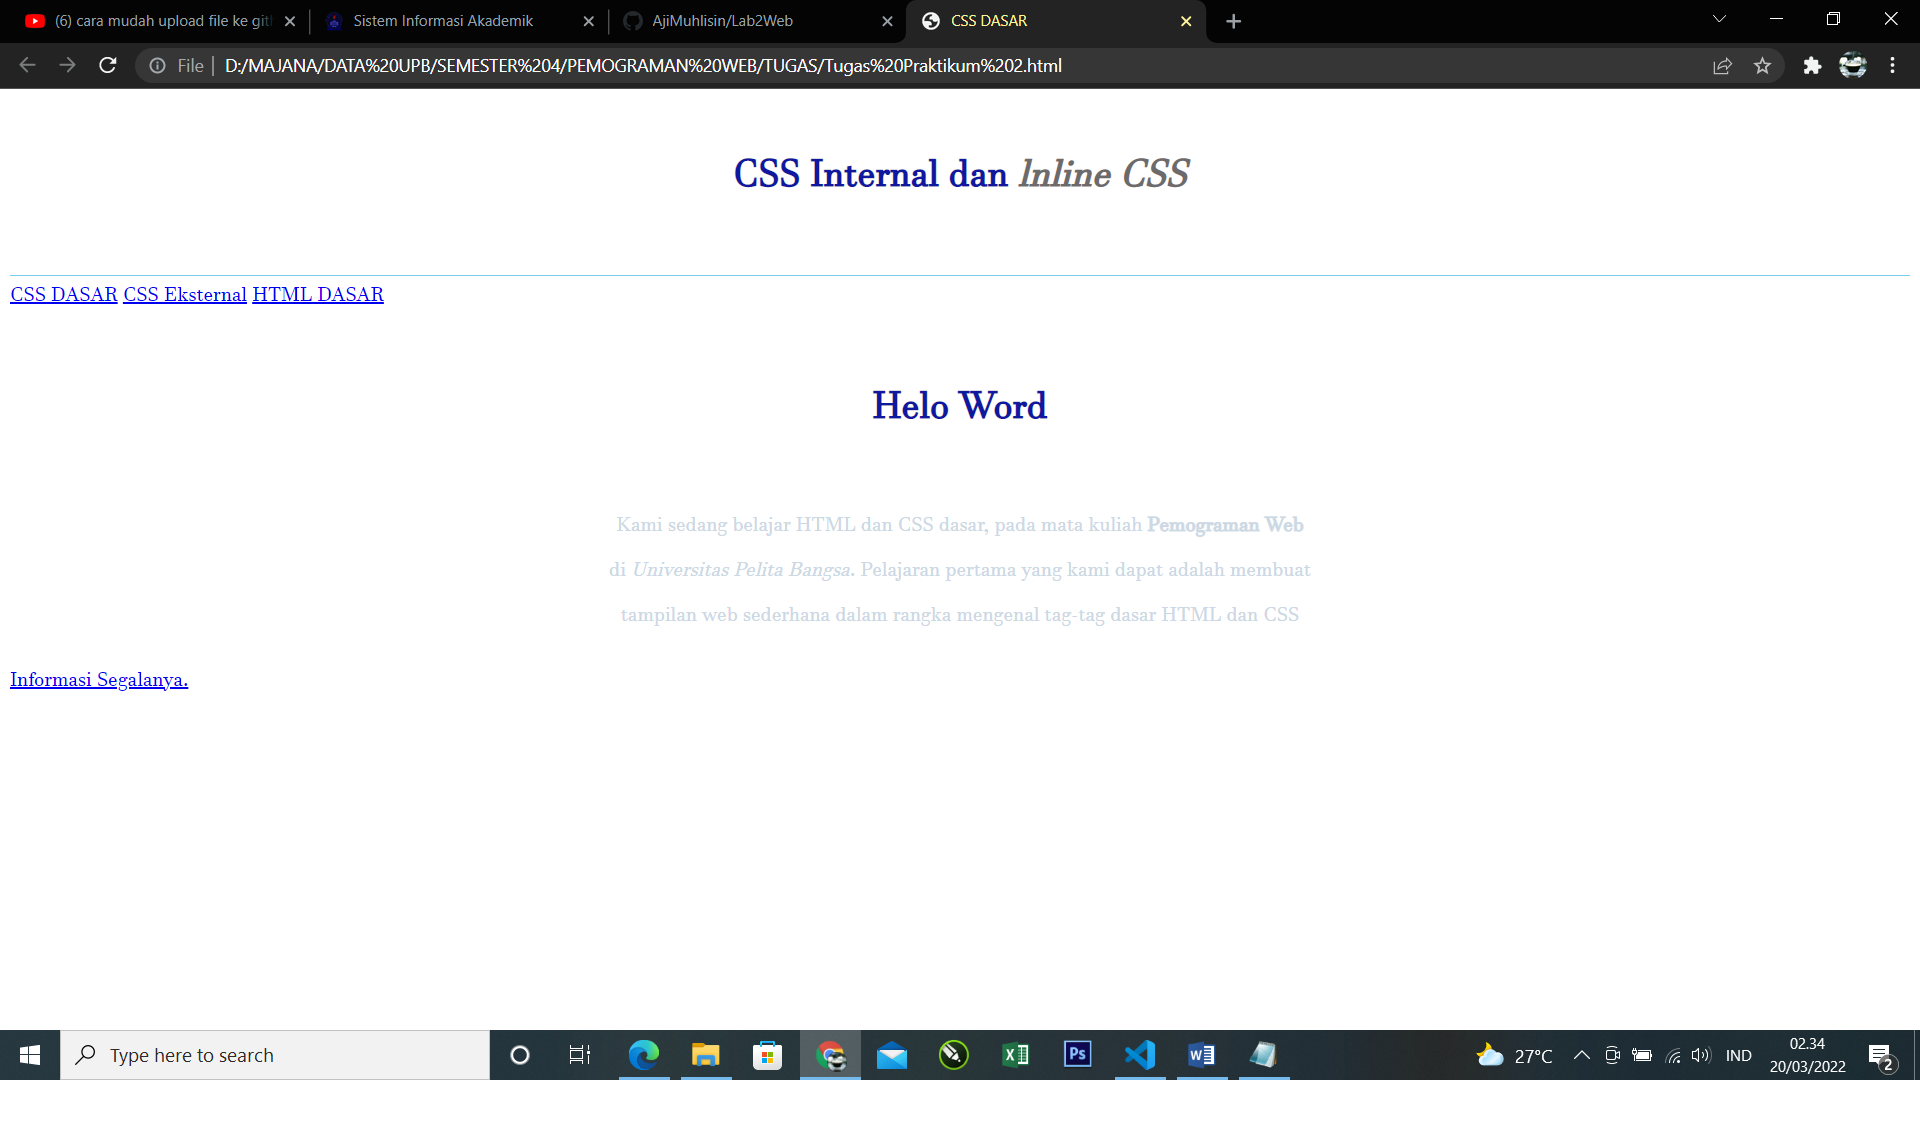 (6) cara mudah upload file ke gith
Sistem Informasi Akademik
AjiMuhlisin/Lab2Web
CSS DASAR
File | D:/MAJANA/DATA%20UPB/SEMESTER%204/PEMOGRAMAN%20WEB/TUGAS/Tugas%20Praktikum%202.html
CSS Internal dan lnline CSS
CSS DASAR CSS Eksternal HTML DASAR
Helo Word
Kami sedang belajar HTML dan CSS dasar, pada mata kuliah Pemograman Web
di Universitas Pelita Bangsa. Pelajaran pertama yang kami dapat adalah membuat
tampilan web sederhana dalam rangka mengenal tag-tag dasar HTML dan CSS
Informasi Segalanya.
Type here to search
Ps
27°C
IND
02.34
20/03/2022
2